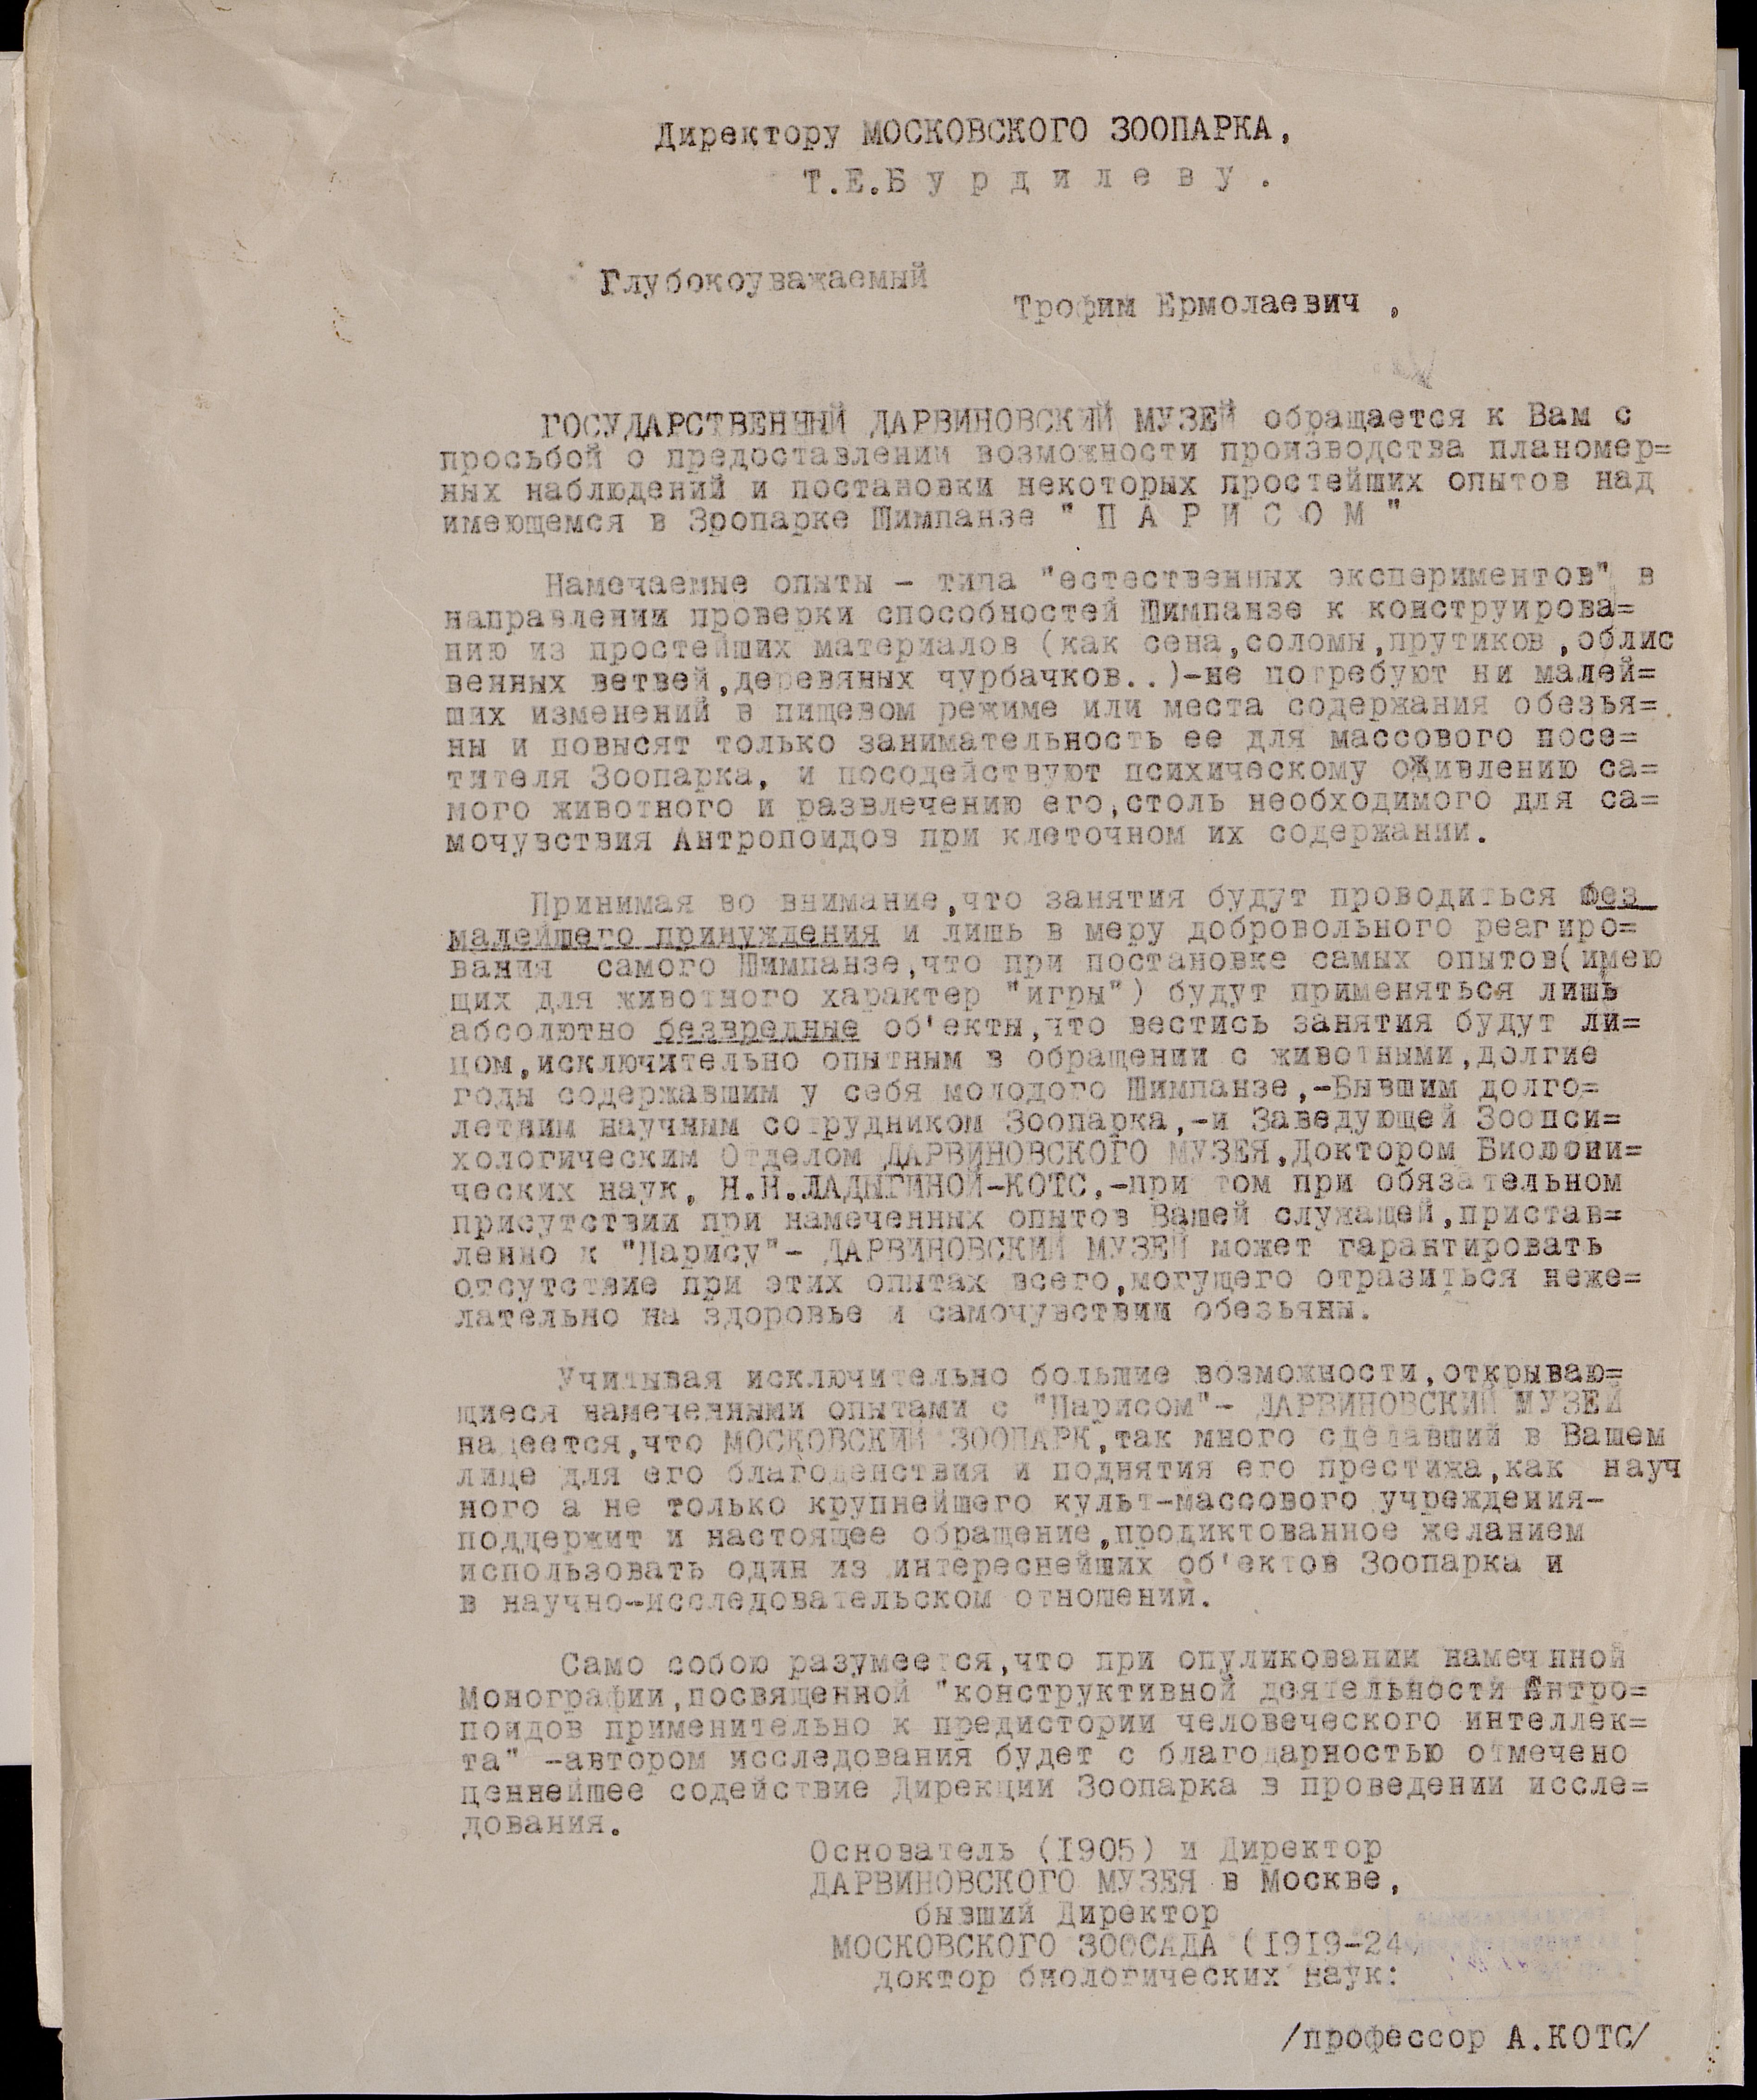 Директору МОСКОВСКОГО ЗООПАРКА,
Т.Е.Б у р д и л е в у .
Глубокоуважаемый
Трофим Ермолаевич ,
ГОСУДАРСТВЕННЫЙ ДАРВИНОВСКИЙ МУЗЕЙ обращается к Вам с
просьбой о предоставлении возможности производства планомер=
ных наблюдений и постановки некоторых простейших опытов над
имеющемся в Зропарке Шимпанзе " П А Р И С О М "
Намечаемые опыты - типа "естественных экспериментов" в
направлении проверки способностей Шимпанзе к конструирова=
нию из простейших материалов (как сена,соломы,прутиков,облис
венных ветвей,деревяных чурбачков..)-не потребуют ни малей=
ших изменений в пищевом режиме или места содержания обезья=
ны и повысят только занимательность ее для массового посе=
тителя Зоопарка, и посодействуют психическому оживлению са=
мого животного и развлечению его,столь необходимого для са=
мочувствия Антропоидов при клеточном их содержании.
Принимая во внимание,что занятия будут проводиться без
малейшего принуждения и лишь в меру добровольного реагиро=
вания самого Шимпанзе,что при постановке самых опытов(имею
щих для животного характер "игры") будут применяться лишь
абсолютно безвредные об'екты,что вестись занятия будут ли=
цом,исключительно опытным в обращении с животными,долгие
годы содержавшим у себя молодого Шимпанзе,-Бывшим долго=
летним научным сотрудником Зоопарка,-и Заведующей Зоопси=
хологическим Отделом ДАРВИНОВСКОГО МУЗЕЯ,Доктором
ческих наук, Н.Н.ЛАДЫГИНОЙ-КОТС,-при том при обязательном
присутствии при намеченных опытов Вашей служащей,пристав=
ленно к "Парису"- ДАРВИНОВСКИЙ МУЗЕЙ может гарантировать
отсутствие при этих опытах всего,могущего отразиться неже=
лательно на здоровье и самочувствии обезьяны.
Учитывая исключительно большие возможности,открываю=
щиеся намеченными опытами с "Парисом"- ДАРВИНОВСКИЙ МУЗЕЙ
надеется,что МОСКОВСКИЙ ЗООПАРК,так много сделавший в Вашем
лице для его благоденствия и поднятия его престижа,как науч
ного а не только крупнейшего культ-массового учреждения-
поддержит и настоящее обращение,продиктованное желанием
использовать один из интереснейших об'ектов Зоопарка и
в научно-исследовательском отношении.
Само собою разумеется,что при опуликовании намеч нной
Монографии,посвященной "конструктивной деятельности Антро=
поидов применительно к предистории человеческого интеллек=
та" -автором исследования будет с благодарностью отмечено
ценнейшее содействие Дирекции Зоопарка в проведении иссле=
дования.
Основатель (1905) и Директор
ДАРВИНОВСКОГО МУЗЕЯ в Москве,
бывший Директор
МОСКОВСКОГО ЗООСАДА (1919-24
доктор биологических наук:
/профессор А.КОТС/